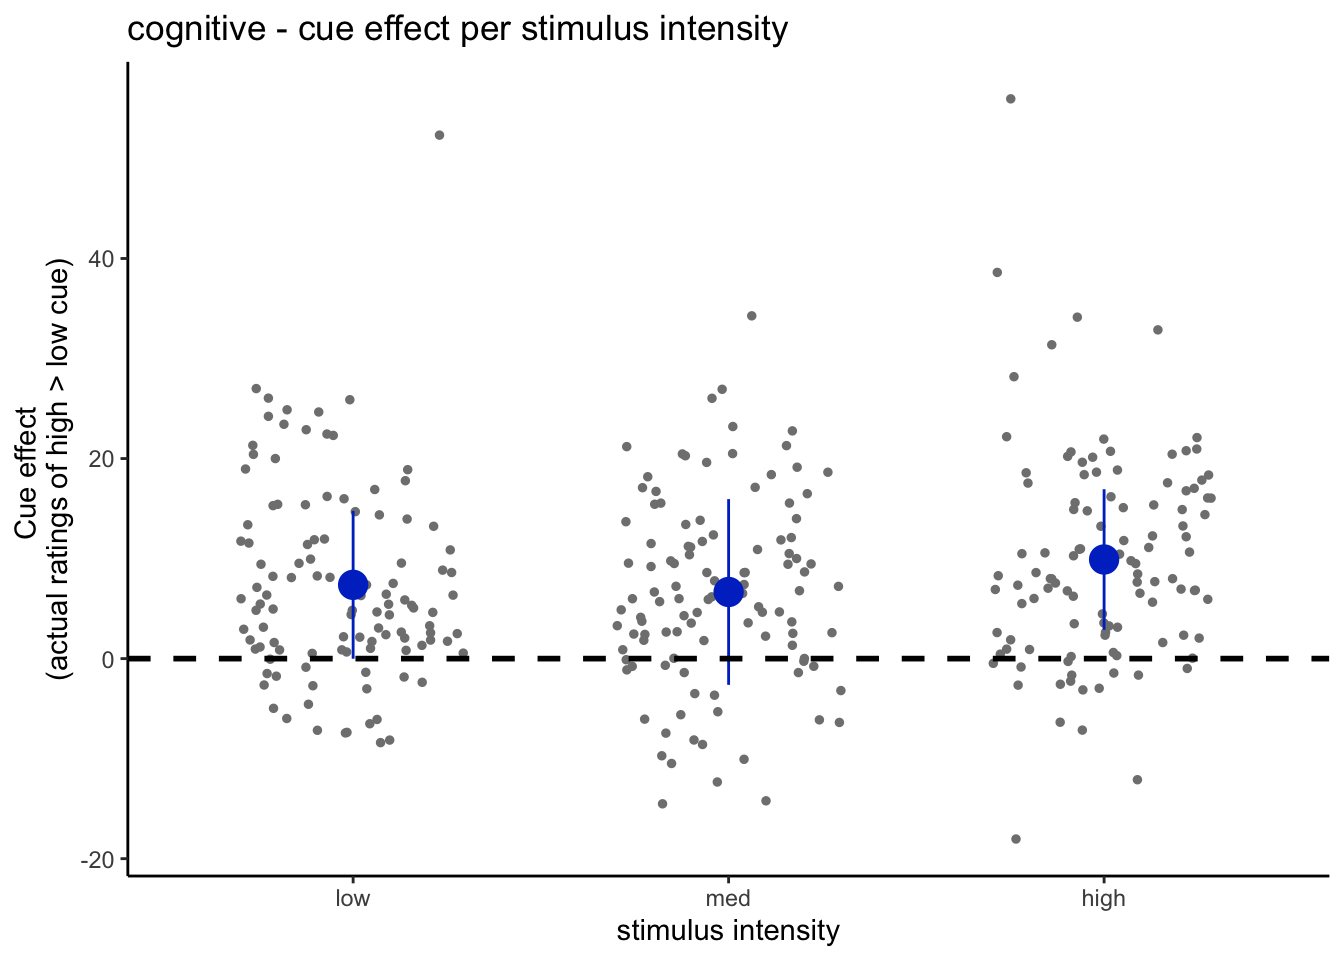 cognitive - cue effect per stimulus intensity
Cue effect
(actual ratings of high > low cue)
40
20
0
-20
low
med
high
stimulus intensity